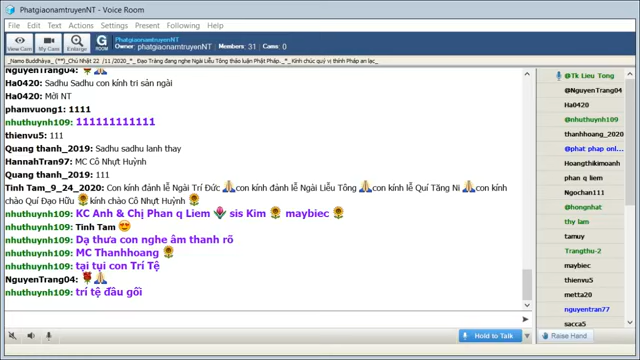 PhatgiaonamtruyenNT - Voice Room
File Edit Text Actions Settings Present Following Help
View Cam
My Cam
Enlarge
G
ROOM
PhatgiaonamtruyenNT
Owner: phatgiaonamtruyenNT Members: 31 Cams: 0
_Namo Buddhàya_ (Chủ Nhật 22 /11 /2020_*_ Đạo Tràng đang nghe Ngài Liễu Tông thảo luận Phật Pháp._*_ Kính chúc quý vị thính Pháp an lạc_
NguyenTrang04:
Ha0420: Sadhu Sadhu con kính tri sản ngài
Ha0420: Mời NT
phamvuong1: 1111
nhuthuynh109: 111111111111
thienvu5: 111
Quang thanh_2019: Sadhu sadhu lanh thay
HannahTran97: MC Cô Nhựt Huỳnh
Quang thanh_2019: 111
Tinh Tam_9_24_2020: Con kính đảnh lễ Ngài Trí Đức con kính đảnh lễ Ngài Liễu Tông con kính lễ Quí Tăng Ni con kính
chào Quí Đạo Hữu kính chào Cô Nhựt Huỳnh
nhuthuynh109: KC Anh & Chị Phan q Liem sis Kim maybiec
nhuthuynh109: Tinh Tam
nhuthuynh109: Dạ thưa con nghe âm thanh rõ
nhuthuynh109: MC Thanhhoang
nhuthuynh109: tại tụi con Trí Tệ
NguyenTrang04:
nhuthuynh109: trí tệ đâu gồi
Hold to Talk
@Tk Lieu Tong
@NguyenTrang04
Ha0420
@nhuthuynh109
thanhhoang_2020
@phat phap onl...
Hoangthikimoanh
phan q liem
Ngochan111
@hongnhat
thy lam
tamuy
Trangthu-2
maybiec
thienvu5
metta20
nguyentran77
sacca5
Raise Hand